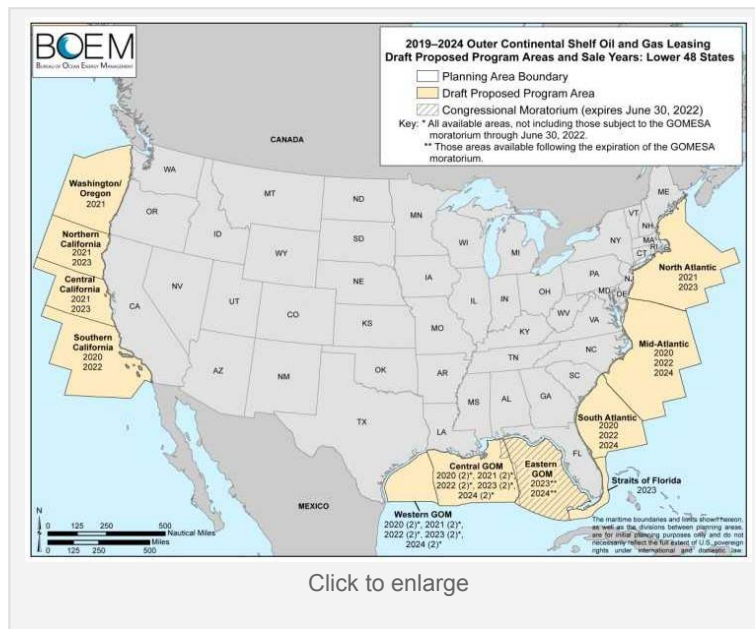 BOEM
BUREAU OF OCEAN ENERGY MANAGEMENT
2019–2024 Outer Continental Shelf Oil and Gas Leasing
Draft Proposed Program Areas and Sale Years: Lower 48 States
Planning Area Boundary
Draft Proposed Program Area
Congressional Moratorium (expires June 30, 2022)
Key: * All available areas, not including those subject to the GOMESA
moratorium through June 30, 2022.
** Those areas available following the expiration of the GOMESA
moratorium.
CANADA
Washington/
Oregon
2021
Northern
California
2021
2023
Central
California
2021
2023
Southern
California
2020
2022
WA
OR
CA
NV
ID
MT
WY
UT
AZ
CO
NM
ND
SD
NE
KS
OK
TX
MN
IA
MO
AR
LA
WI
IL
MS
MI
IN
KY
TN
AL
OH
WV
VA
NC
SC
GA
FL
PA
NY
VT
NH
ME
MA
RI
CT
NJ
MD
DE
North Atlantic
2021
2023
Mid-Atlantic
2020
2022
2024
South Atlantic
2020
2022
2024
Straits of Florida
2023
Central GOM
2020 (2)*, 2021 (2)*,
2022 (2)*, 2023 (2)*,
2024 (2)*
Eastern
GOM
2023**
2024**
Western GOM
2020 (2)*, 2021 (2)*,
2022 (2)*, 2023 (2)*,
2024 (2)*
MEXICO
N
0 125 250 500
Nautical Miles
Miles
0 125 250 500
The maritime boundaries and limits shown hereon,
as well as the divisions between planning areas,
are for initial planning purposes only and do not
necessarily reflect the full extent of U.S. sovereign
rights under international and domestic law.
Click to enlarge